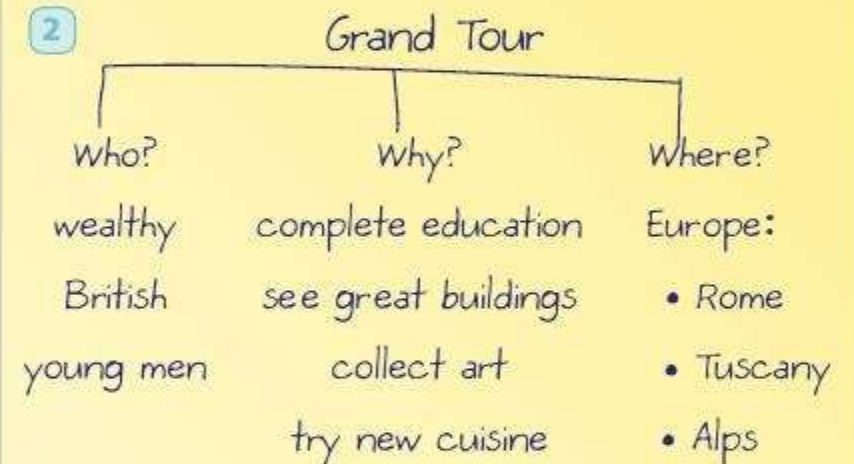 2
Grand Tour
Who? Why? Where?
wealthy complete education Europe:
British see great buildings • Rome
young men collect art • Tuscany
try new cuisine • Alps